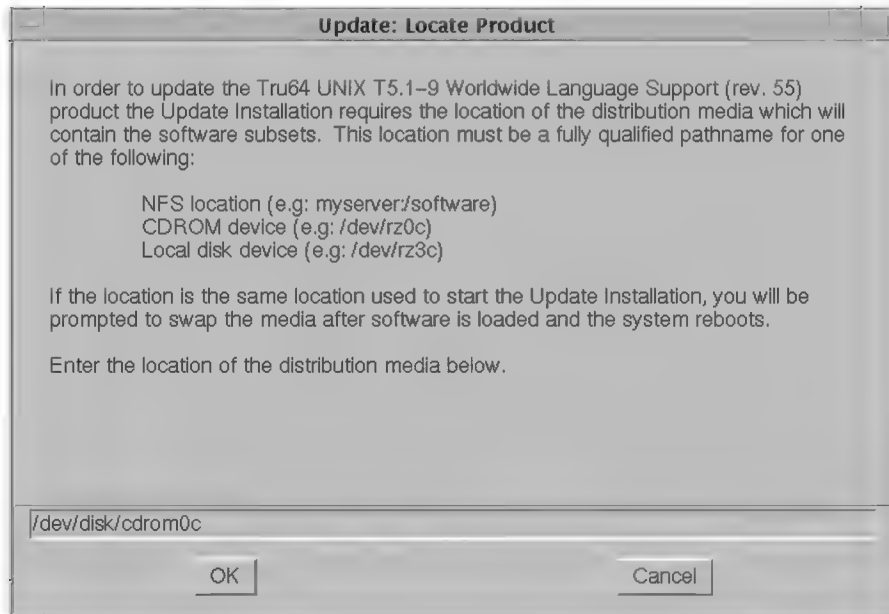 Update: Locate Product
In order to update the Tru64 UNIX T5.1–9 Worldwide Language Support (rev. 55)
product the Update Installation requires the location of the distribution media which will
contain the software subsets. This location must be a fully qualified pathname for one
of the following:
NFS location (e.g: myserver:/software)
CDROM device (e.g: /dev/rz0c)
Local disk device (e.g: /dev/rz3c)
If the location is the same location used to start the Update Installation, you will be
prompted to swap the media after software is loaded and the system reboots.
Enter the location of the distribution media below.
/dev/disk/cdrom0c
OK Cancel